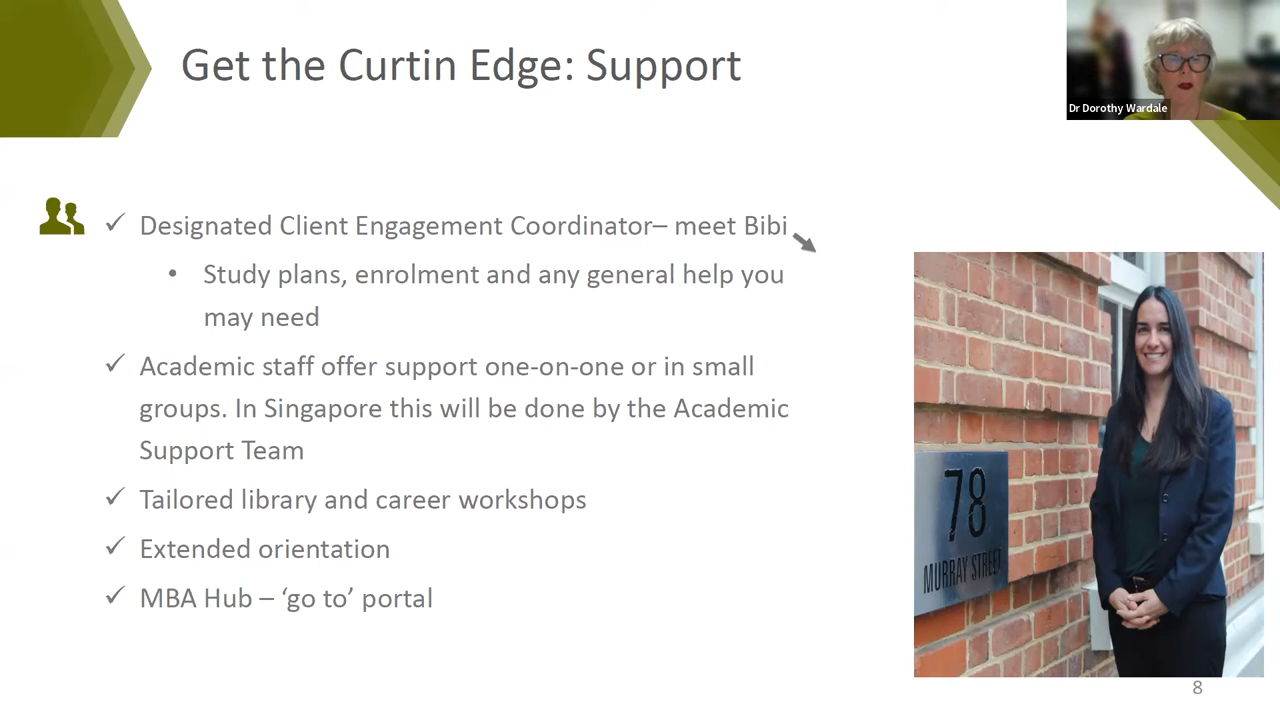 Get the Curtin Edge: Support
Dr Dorothy Wardale
✓ Designated Client Engagement Coordinator– meet Bibi
• Study plans, enrolment and any general help you
may need
✓ Academic staff offer support one-on-one or in small
groups. In Singapore this will be done by the Academic
Support Team
✓ Tailored library and career workshops
✓ Extended orientation
✓ MBA Hub – ‘go to’ portal
78
MURRAY STREET
8